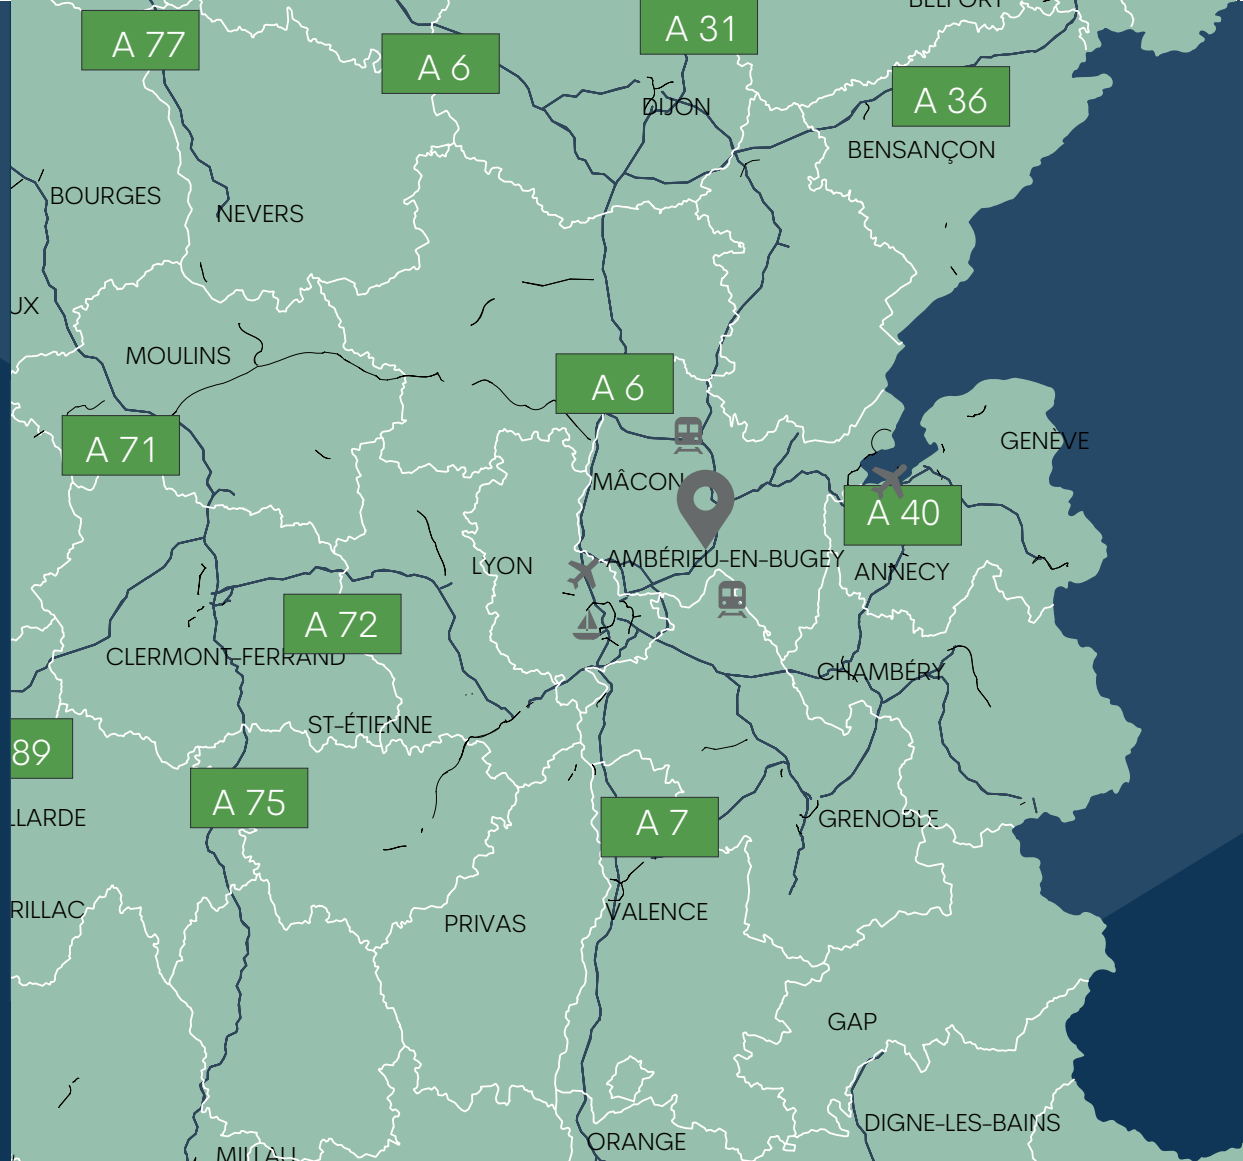 BELFORT
A 77
A 31
A 6
A 36
DIJON
BENSANÇON
BOURGES
NEVERS
UX
MOULINS
A 6
A 71
GENÈVE
MÂCON
A 40
LYON
AMBÉRIEU-EN-BUGEY
ANNECY
A 72
CLERMONT-FERRAND
CHAMBÉRY
ST-ÉTIENNE
89
A 75
LLARDE
A 7
GRENOBLE
RILLAC
PRIVAS
VALENCE
GAP
DIGNE-LES-BAINS
ORANGE
MILLAU